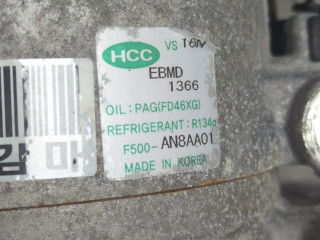 HCC VS 16N
EBMD
1366
OIL : PAG(FD46XG)
REFRIGERANT : R134a
F500-AN8AA01
MADE IN KOREA